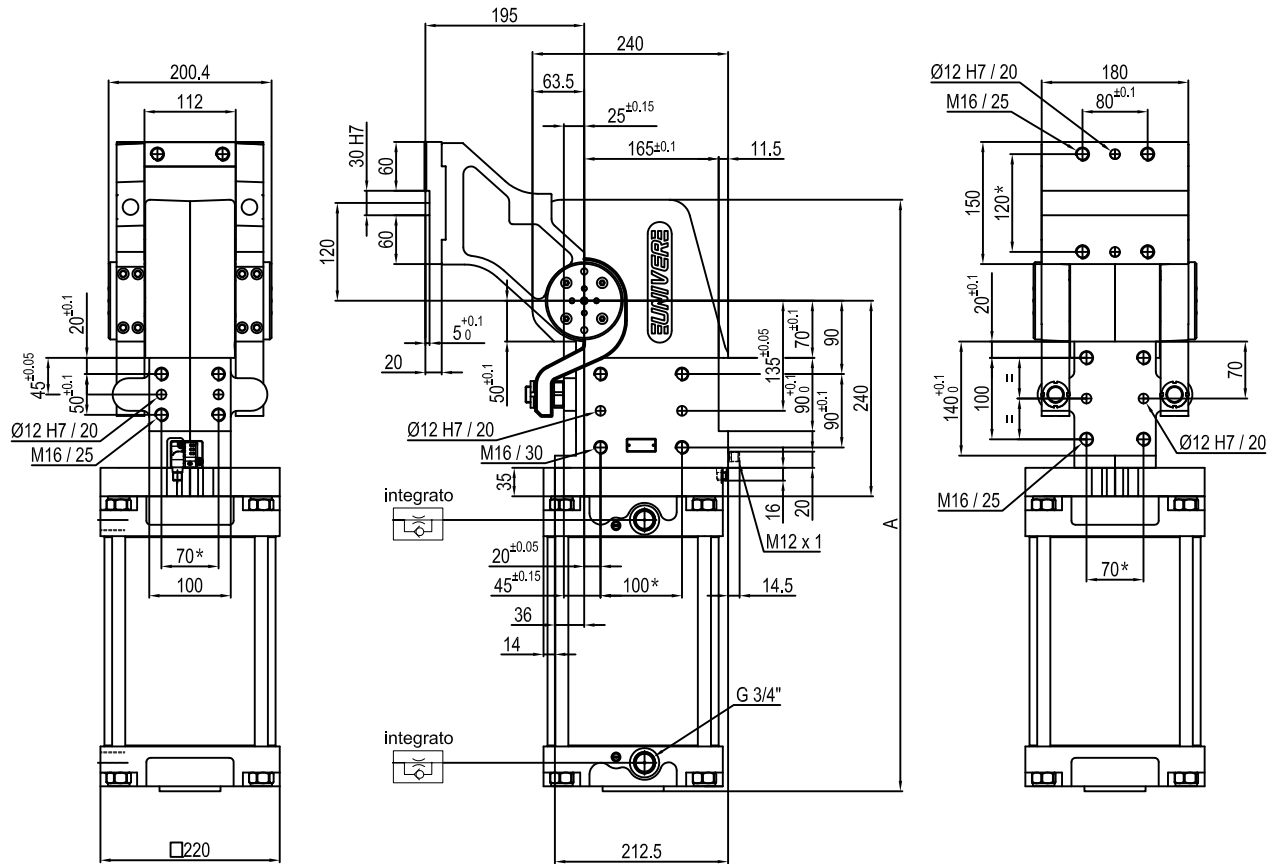 200.4
112
20±0.1
45±0.05
50±0.1
Ø12 H7 / 20
M16 / 25
70*
100
□220
195
240
63.5
25±0.15
165±0.1
11.5
30 H7
60
120
60
5 +0.1 0
20
50±0.1
UNIVER
70±0.1
90
135±0.05
90 +0.1 0
90±0.1
240
Ø12 H7 / 20
M16 / 30
35
16
20
M12 x 1
integrato
20±0.05
45±0.15
100*
14.5
36
14
G 3/4"
integrato
212.5
A
Ø12 H7 / 20
M16 / 25
180
80±0.1
150
120*
20±0.1
140 +0.1 0
100
=
=
70
Ø12 H7 / 20
M16 / 25
70*